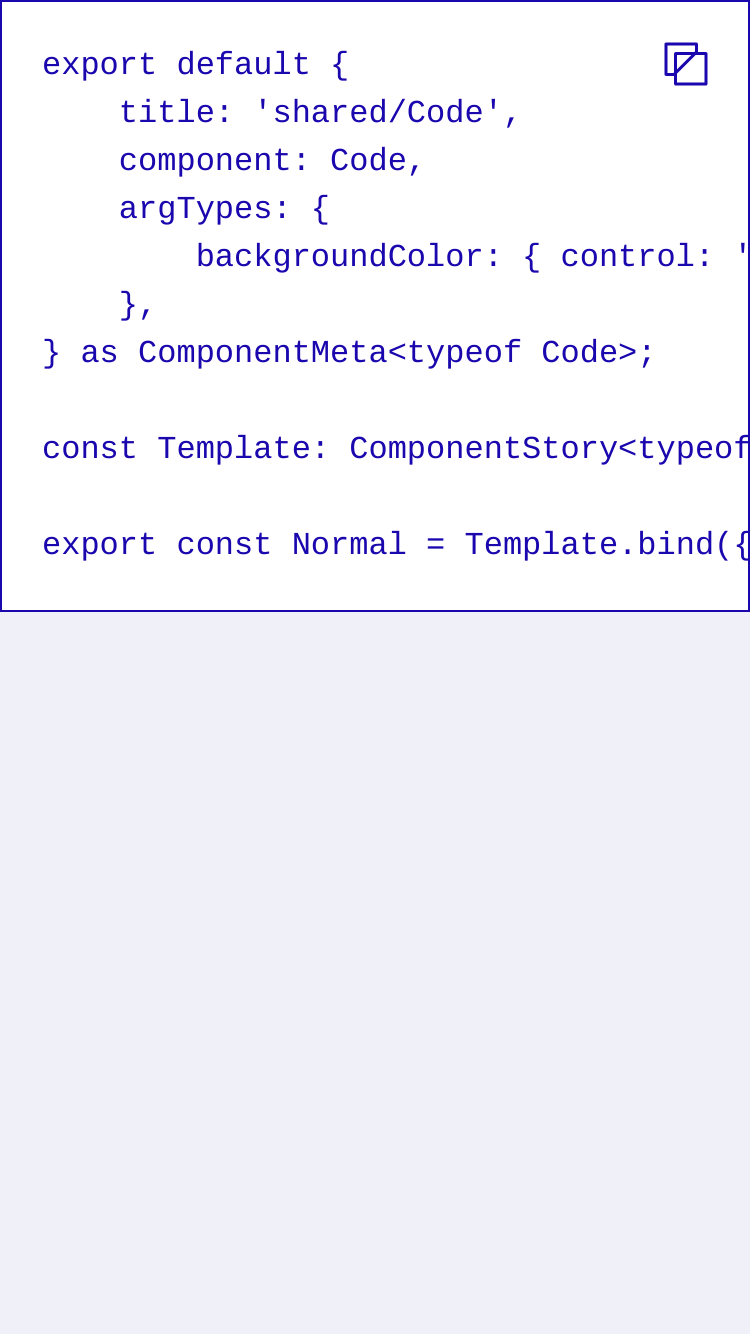 export default {
    title: 'shared/Code',
    component: Code,
    argTypes: {
        backgroundColor: { control: '
    },
} as ComponentMeta<typeof Code>;

const Template: ComponentStory<typeof

export const Normal = Template.bind({